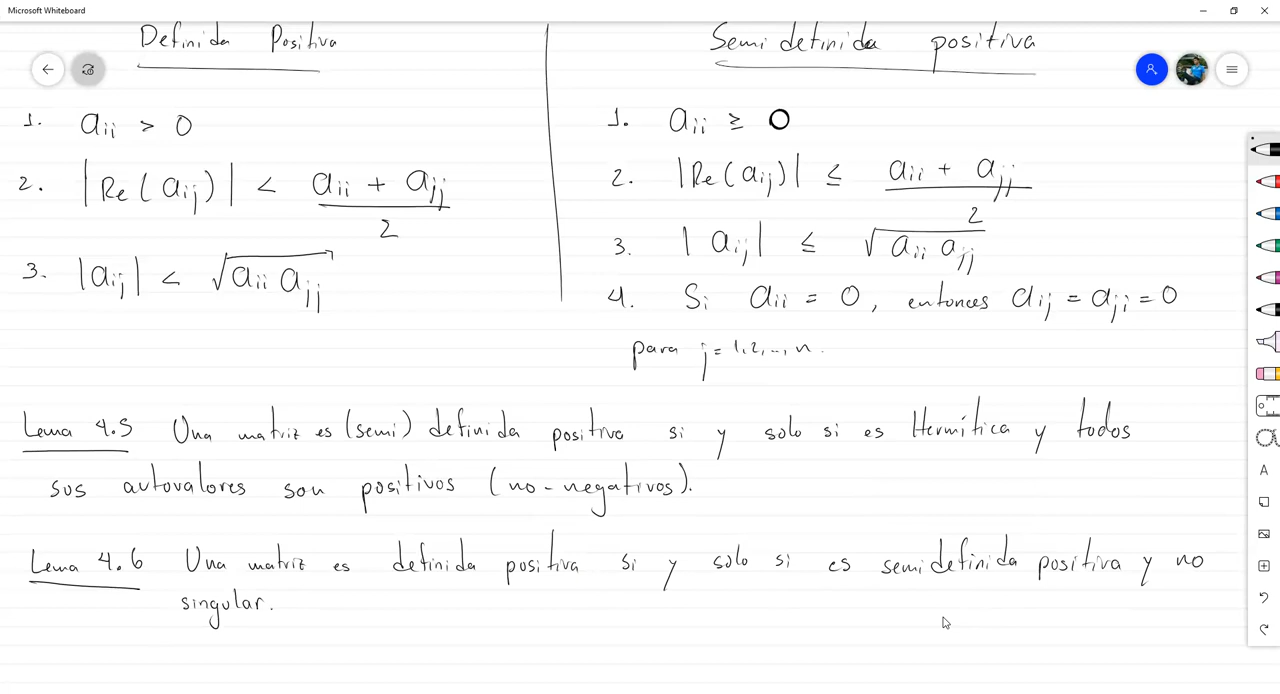 Microsoft Whiteboard
Definida Positiva
1. aii > 0
2. |Re(aij)| < aii + ajj / 2
3. |aij| < √aii ajj
Semidefinida positiva
1. aii ≥ 0
2. |Re(aij)| ≤ aii + ajj / 2
3. |aij| ≤ √aii ajj
4. Si aii = 0, entonces aij = aji = 0
para j = 1,2,...,n.
Lema 4.5 Una matriz es (semi) definida positiva si y solo si es Hermítica y todos
sus autovalores son positivos (no-negativos).
Lema 4.6 Una matriz es definida positiva si y solo si es semidefinida positiva y no
singular.
A